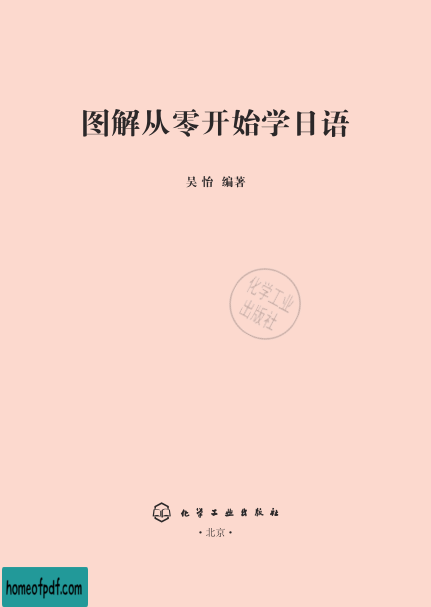 图解从零开始学日语
吴 怡 编著
化学工业
出版社
化学工业出版社
·北京·
homeofpdf.com